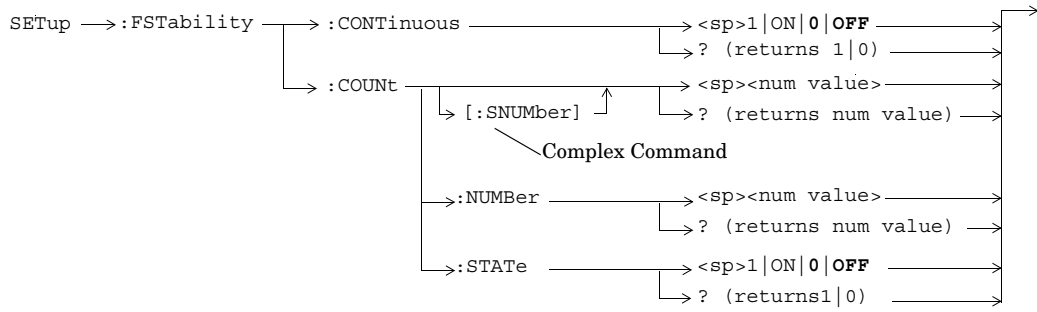 SETup :FSTability :CONTinuous <sp>1|ON|0|OFF
? (returns 1|0)
:COUNt <sp><num value>
[:SNUMber] ? (returns num value)
Complex Command
:NUMBer <sp><num value>
? (returns num value)
:STATe <sp>1|ON|0|OFF
? (returns1|0)